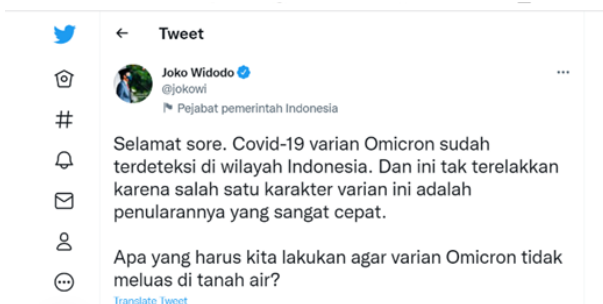 Tweet
Joko Widodo
@jokowi
Pejabat pemerintah Indonesia
Selamat sore. Covid-19 varian Omicron sudah
terdeteksi di wilayah Indonesia. Dan ini tak terelakkan
karena salah satu karakter varian ini adalah
penularannya yang sangat cepat.
Apa yang harus kita lakukan agar varian Omicron tidak
meluas di tanah air?
Translate Tweet